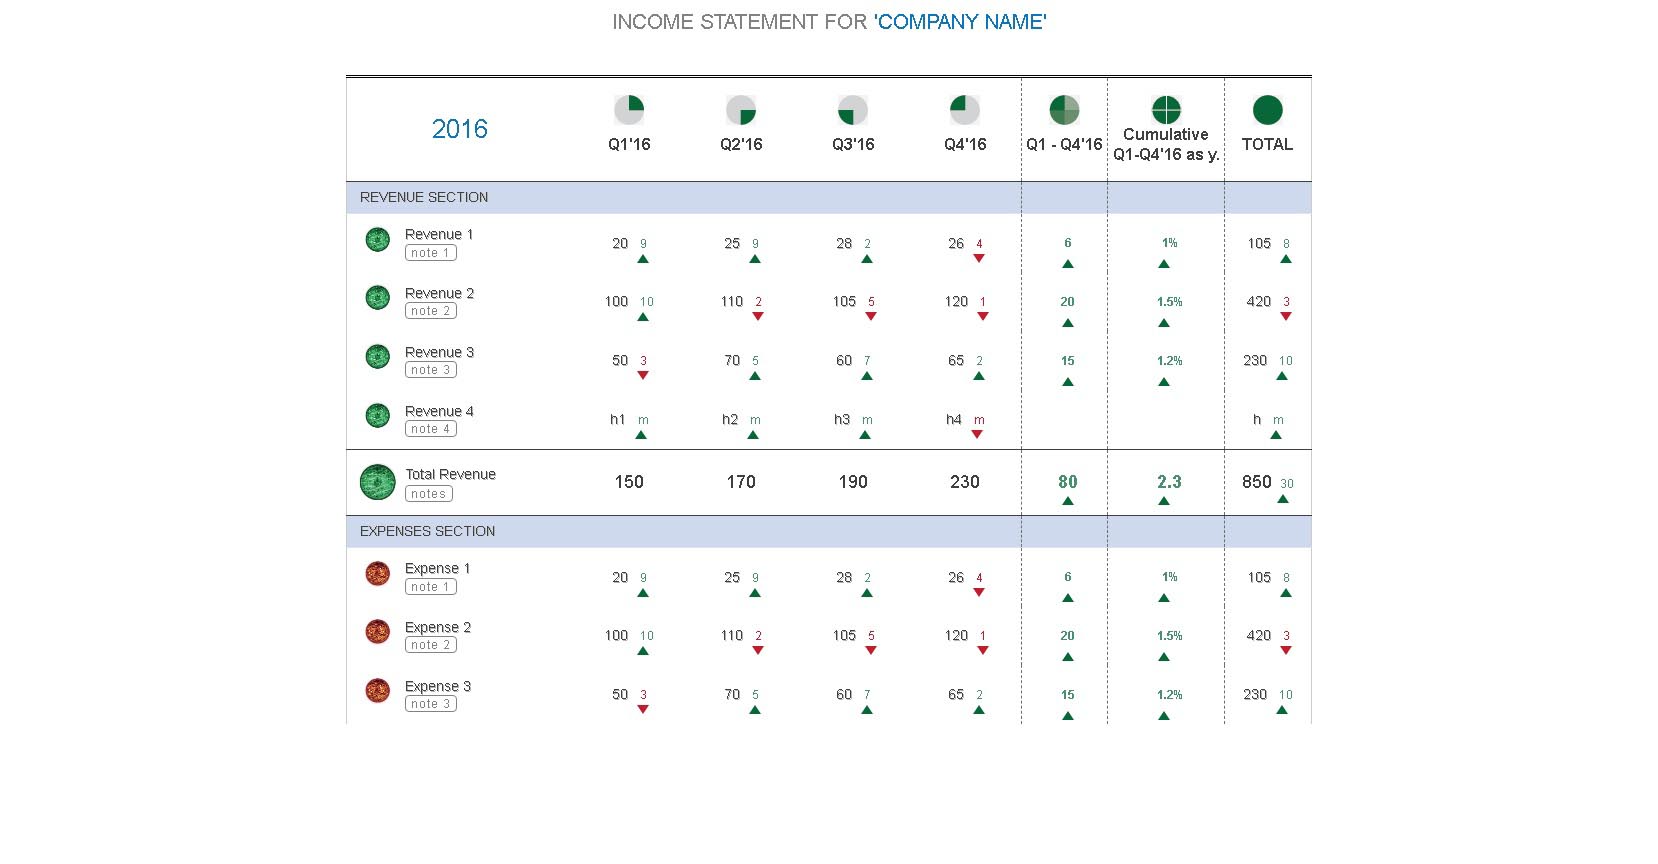 INCOME STATEMENT FOR 'COMPANY NAME'
2016 Q1'16 Q2'16 Q3'16 Q4'16 Q1 - Q4'16 Cumulative Q1-Q4'16 as y. TOTAL
REVENUE SECTION
Revenue 1 20 9 25 9 28 2 26 4 6 1% 105 8
note 1
Revenue 2 100 10 110 2 105 5 120 1 20 1.5% 420 3
note 2
Revenue 3 50 3 70 5 60 7 65 2 15 1.2% 230 10
note 3
Revenue 4 h1 m h2 m h3 m h4 m h m
note 4
Total Revenue 150 170 190 230 80 2.3 850 30
notes
EXPENSES SECTION
Expense 1 20 9 25 9 28 2 26 4 6 1% 105 8
note 1
Expense 2 100 10 110 2 105 5 120 1 20 1.5% 420 3
note 2
Expense 3 50 3 70 5 60 7 65 2 15 1.2% 230 10
note 3